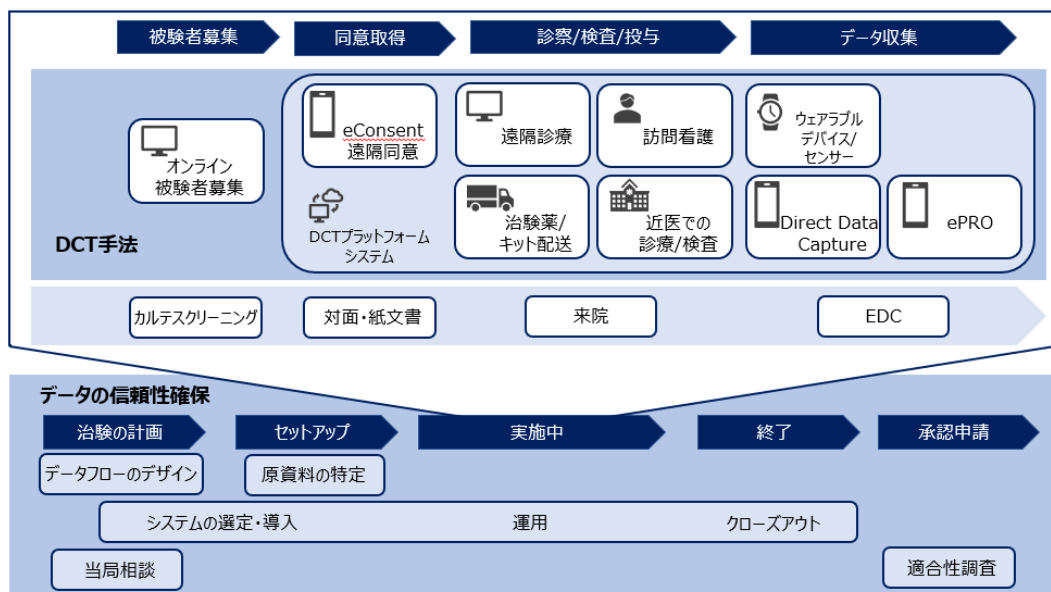 被験者募集
同意取得
診察/検査/投与
データ収集
オンライン
被験者募集
eConsent
遠隔同意
遠隔診療
訪問看護
ウェアラブル
デバイス/
センサー
DCTプラットフォーム
システム
治験薬/
キット配送
近医での
診療/検査
Direct Data
Capture
ePRO
DCT手法
カルテスクリーニング
対面・紙文書
来院
EDC
データの信頼性確保
治験の計画
セットアップ
実施中
終了
承認申請
データフローのデザイン
原資料の特定
システムの選定・導入
運用
クローズアウト
当局相談
適合性調査